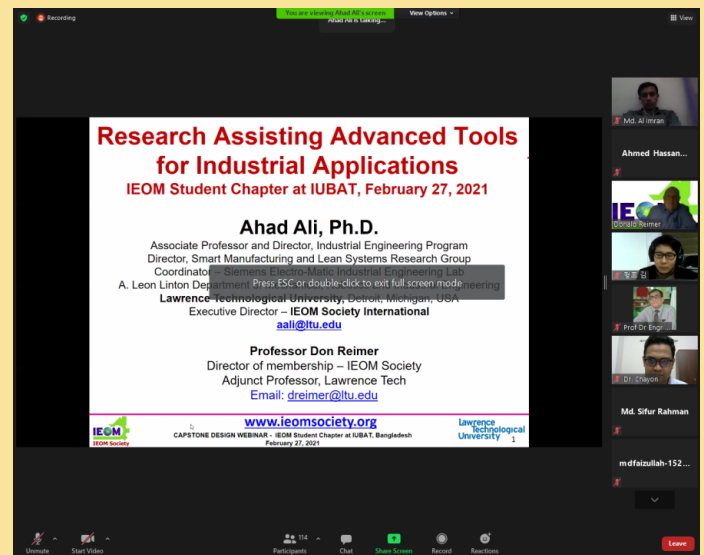 Recording
You are viewing Ahad Ali's screen
View Options
Ahad Ali is talking...
View
Research Assisting Advanced Tools
for Industrial Applications
IEOM Student Chapter at IUBAT, February 27, 2021
Ahad Ali, Ph.D.
Associate Professor and Director, Industrial Engineering Program
Director, Smart Manufacturing and Lean Systems Research Group
Coordinator – Siemens Electro-Matic Industrial Engineering Lab
Press ESC or double-click to exit full screen mode
A. Leon Linton Department
Engineering
Lawrence Technological University, Detroit, Michigan, USA
Executive Director – IEOM Society International
aali@ltu.edu
Professor Don Reimer
Director of membership – IEOM Society
Adjunct Professor, Lawrence Tech
Email: dreimer@ltu.edu
www.ieomsociety.org
CAPSTONE DESIGN WEBINAR - IEOM Student Chapter at IUBAT, Bangladesh
February 27, 2021
IEOM
IEOM Society
Lawrence
Technological
University
1
Md. Al Imran
Ahmed Hassan...
IE
Donald Reimer
Prof Dr Engr...
Dr. Chayon
Md. Sifur Rahman
mdfaizullah-152...
Unmute
Start Video
114
Participants
Chat
Share Screen
Record
Reactions
Leave